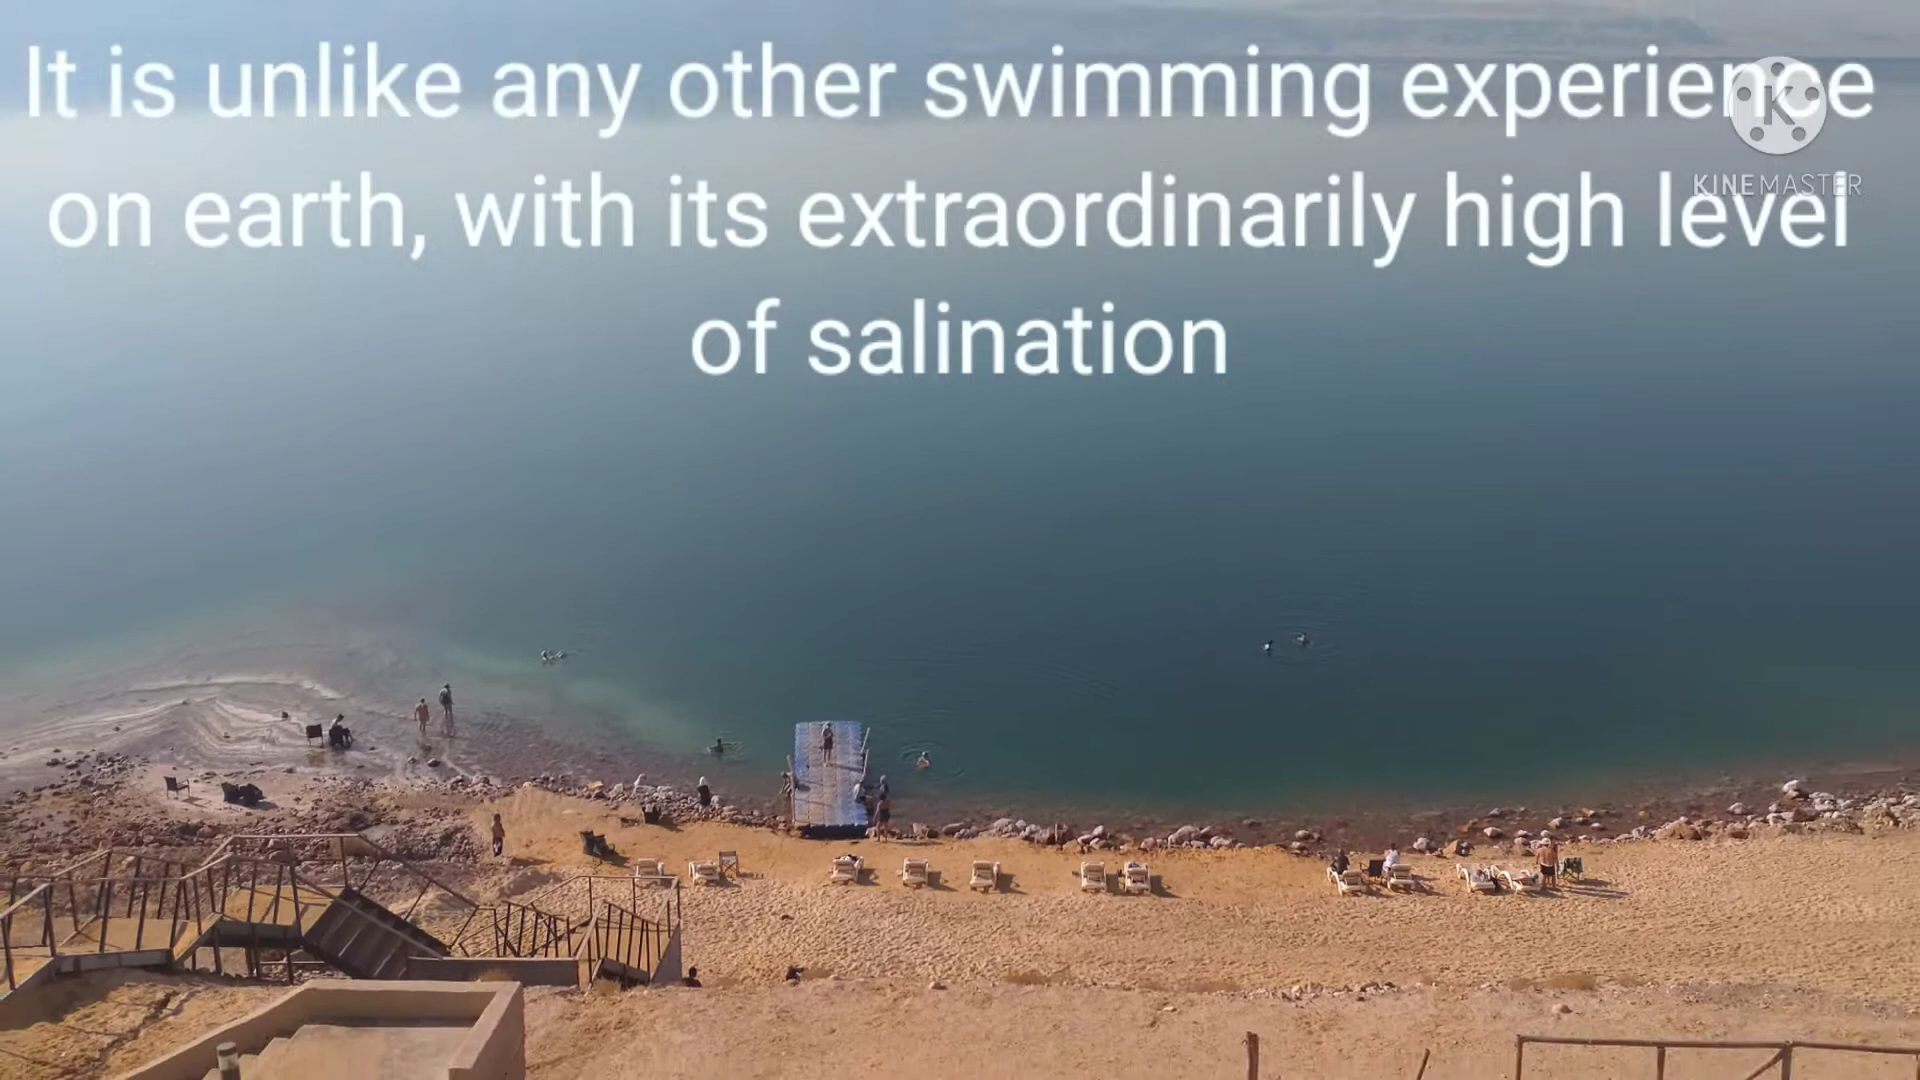 It is unlike any other swimming experience
on earth, with its extraordinarily high level
of salination
K
KINEMASTER